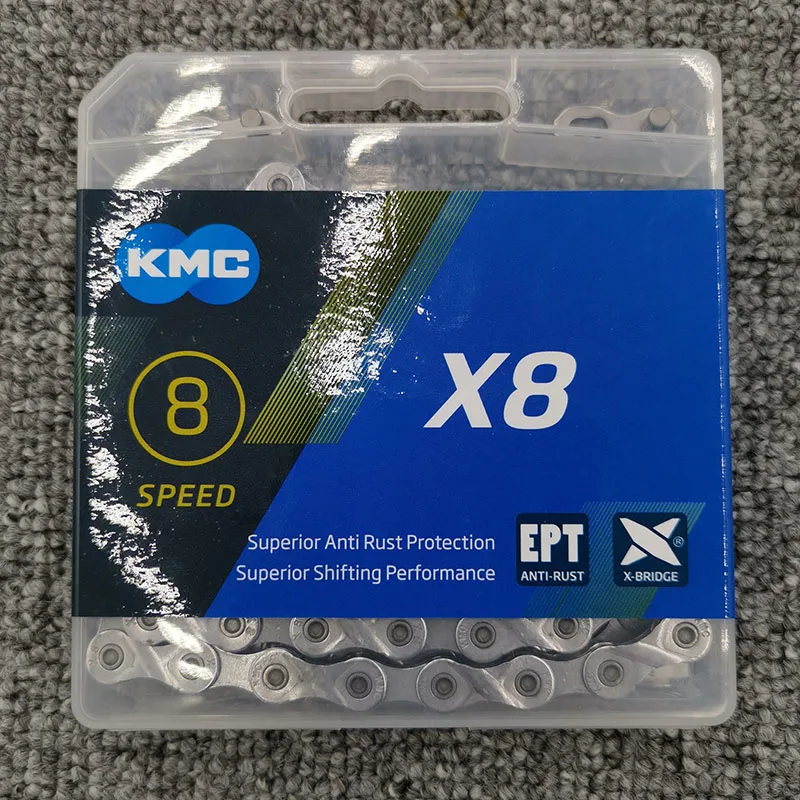 KMC
8
SPEED
X8
Superior Anti Rust Protection
Superior Shifting Performance
EPT
ANTI-RUST
®
X-BRIDGE